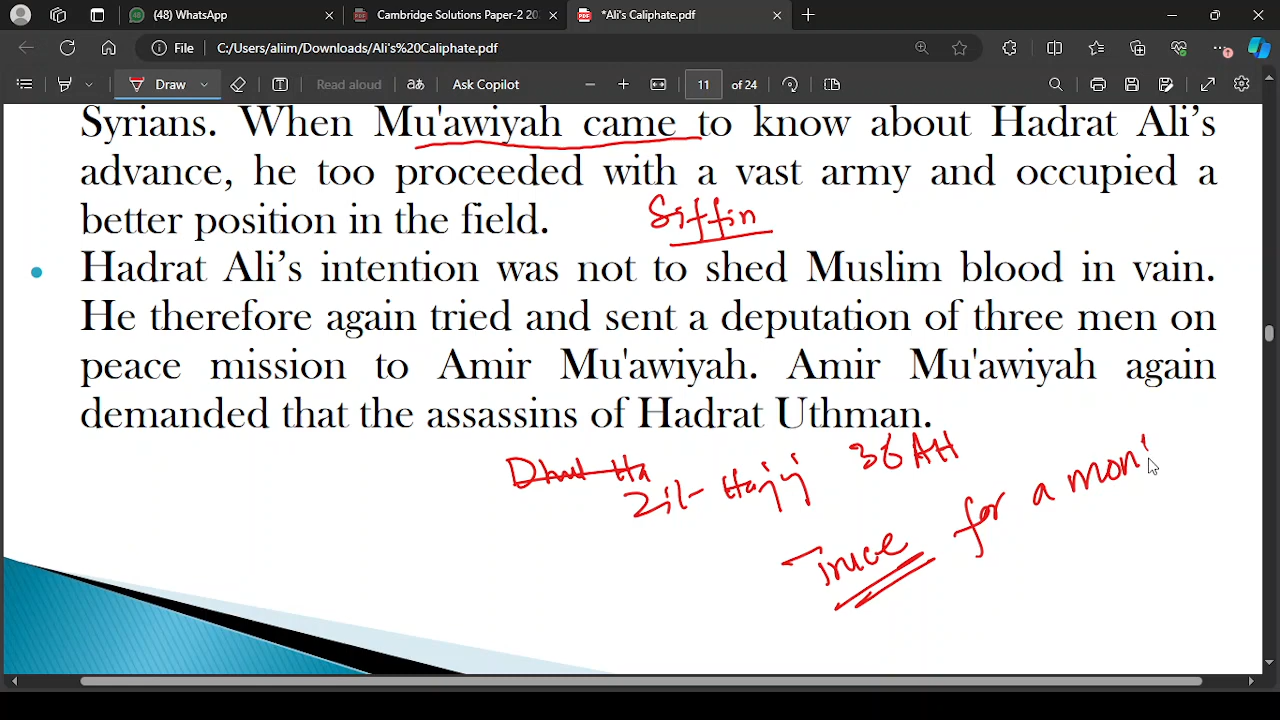 (48) WhatsApp
Cambridge Solutions Paper-2 202
*Ali's Caliphate.pdf
File
C:/Users/aliim/Downloads/Ali's%20Caliphate.pdf
Draw
Read aloud
aあ
Ask Copilot
11 of 24
Syrians. When Mu'awiyah came to know about Hadrat Ali's
advance, he too proceeded with a vast army and occupied a
better position in the field.
Siffin
• Hadrat Ali's intention was not to shed Muslim blood in vain.
He therefore again tried and sent a deputation of three men on
peace mission to Amir Mu'awiyah. Amir Mu'awiyah again
demanded that the assassins of Hadrat Uthman.
Dhul Ha
Zil-Hajj 36 AH
Truce for a mon